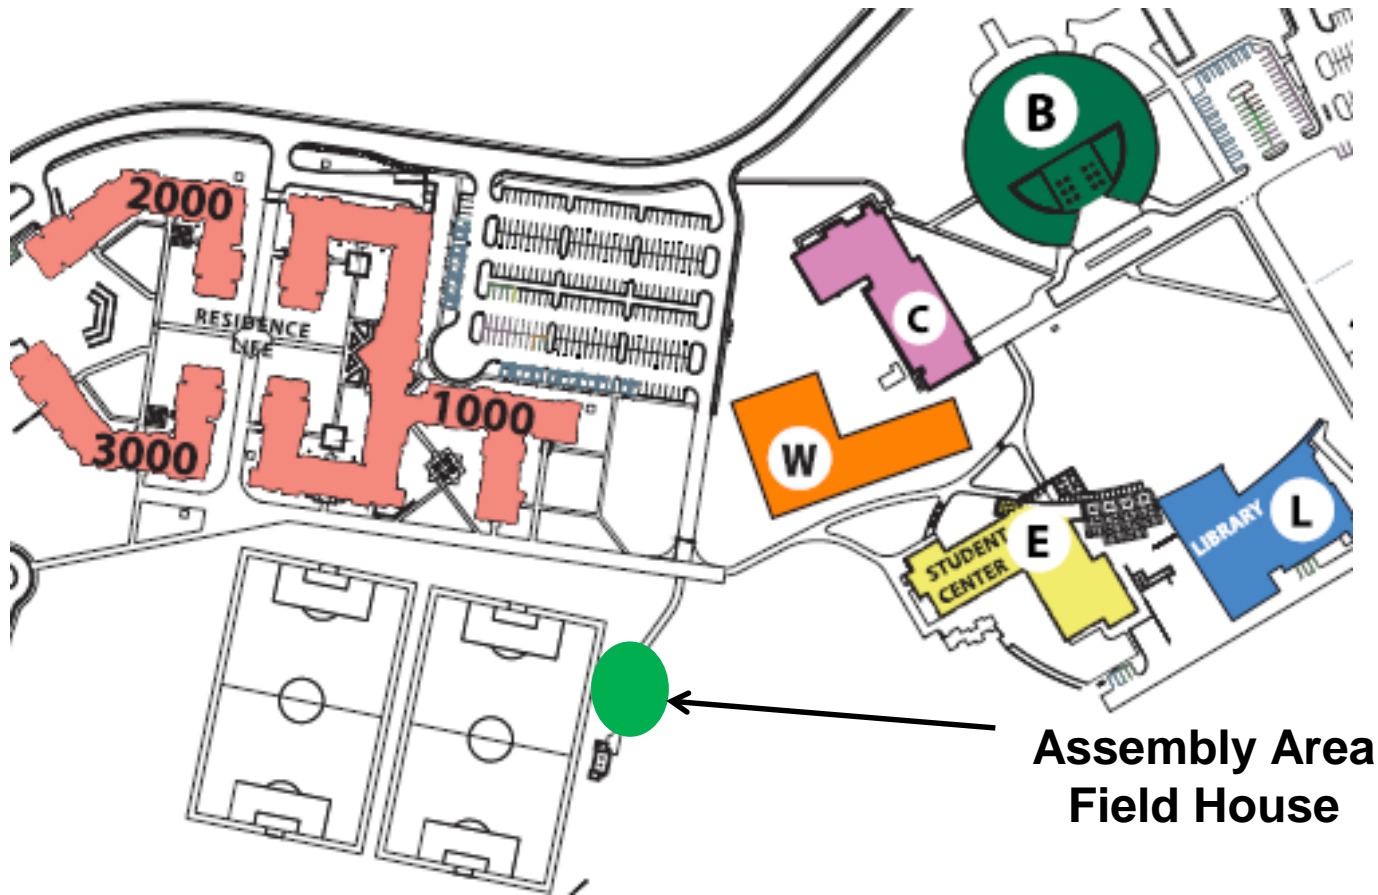 B
2000
RESIDENCE
LIFE
C
1000
3000
W
L
LIBRARY
E
STUDENT
CENTER
Assembly Area
Field House